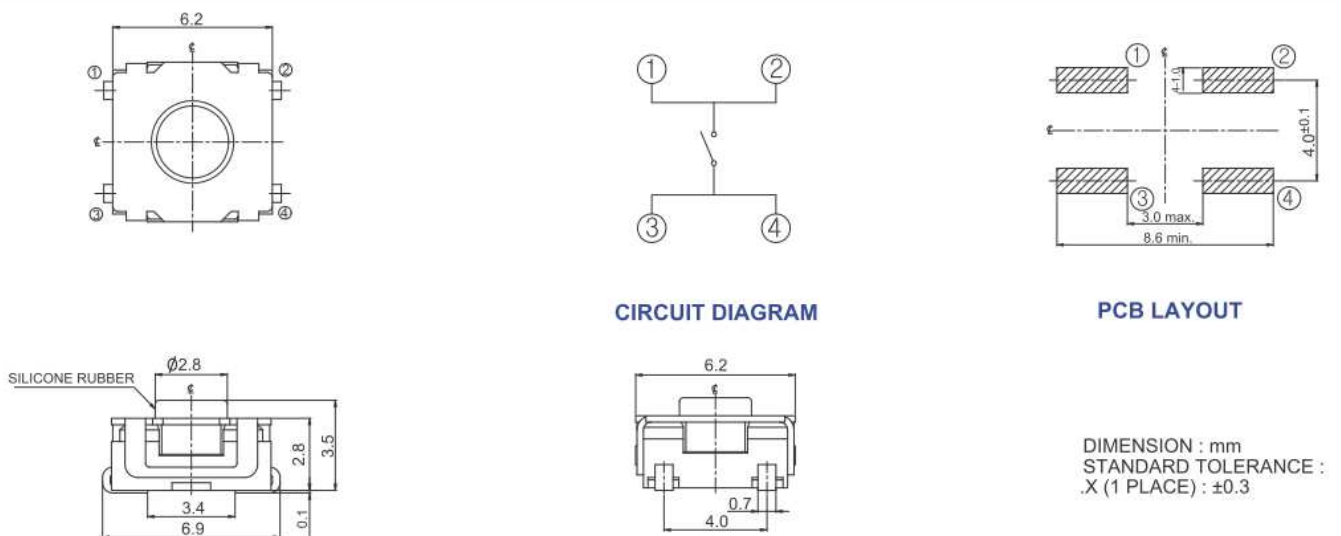 6.2
℄
① ②
℄
③ ④
① ②
③ ④
CIRCUIT DIAGRAM
① ℄ ②
4-1.0
4.0±0.1
℄
③ ④
3.0 max.
8.6 min.
PCB LAYOUT
SILICONE RUBBER
Ø2.8
℄
2.8
3.5
3.4
6.9
0.1
6.2
℄
0.7
4.0
DIMENSION : mm
STANDARD TOLERANCE :
.X (1 PLACE) : ±0.3